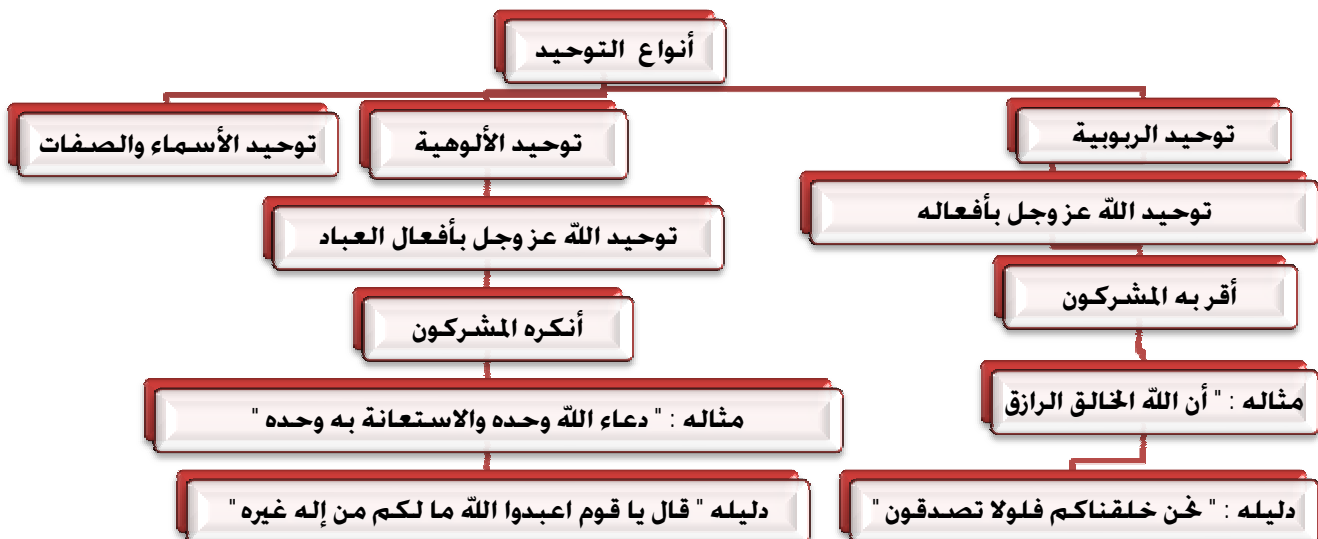 أنواع التوحيد
توحيد الربوبية
توحيد الألوهية
توحيد الأسماء والصفات
توحيد الله عز وجل بأفعاله
توحيد الله عز وجل بأفعال العباد
أقر به المشركون
أنكره المشركون
مثاله : " أن الله الخالق الرازق
مثاله : " دعاء الله وحده والاستعانة به وحده "
دليله : " نحن خلقناكم فلولا تصدقون "
دليله " قال يا قوم اعبدوا الله ما لكم من إله غيره "